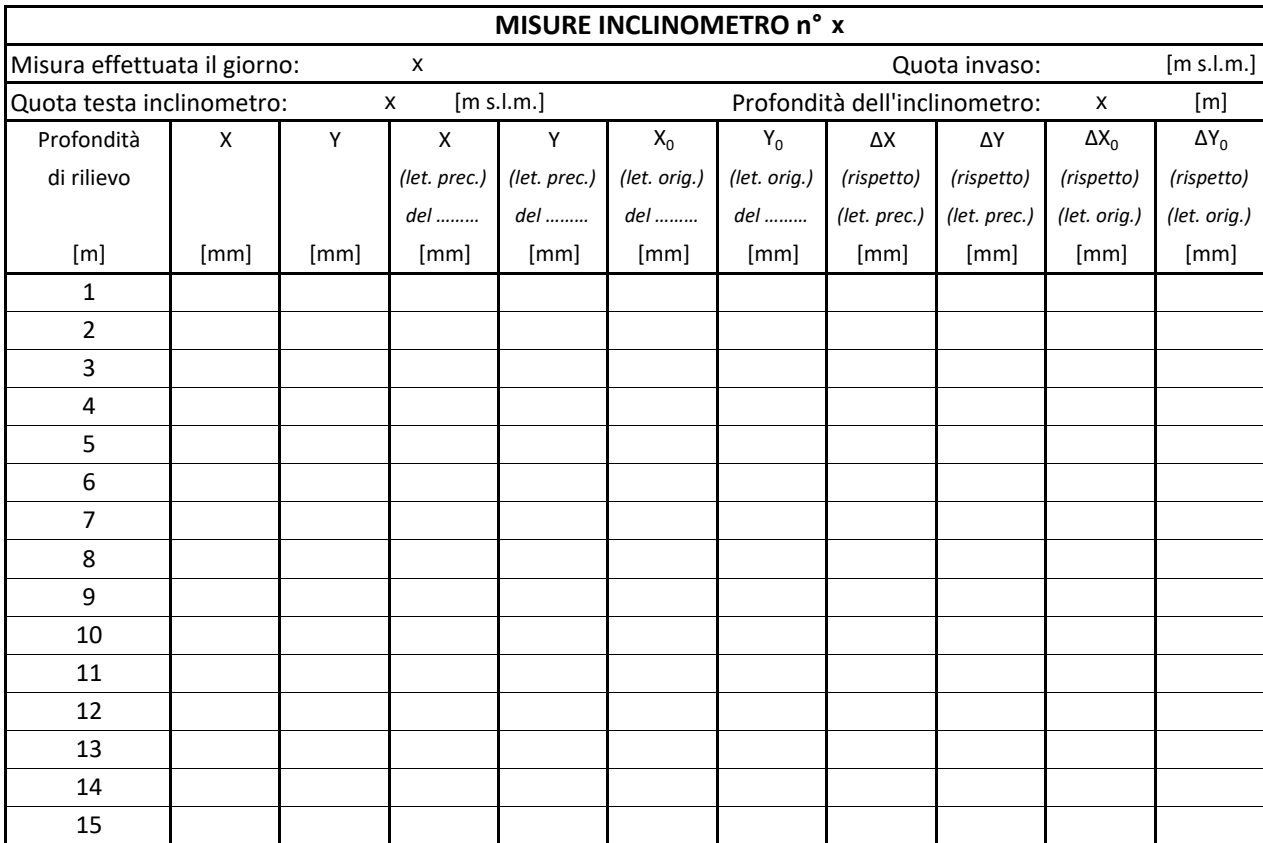 MISURE INCLINOMETRO n° x
Misura effettuata il giorno: x Quota invaso: [m s.l.m.]
Quota testa inclinometro: x [m s.l.m.] Profondità dell'inclinometro: x [m]
Profondità X Y X Y X₀ Y₀ ΔX ΔY ΔX₀ ΔY₀
di rilievo (let. prec.) (let. prec.) (let. orig.) (let. orig.) (rispetto) (rispetto) (rispetto) (rispetto)
del ......... del ......... del ......... del ......... (let. prec.) (let. prec.) (let. orig.) (let. orig.)
[m] [mm] [mm] [mm] [mm] [mm] [mm] [mm] [mm] [mm] [mm]
1
2
3
4
5
6
7
8
9
10
11
12
13
14
15